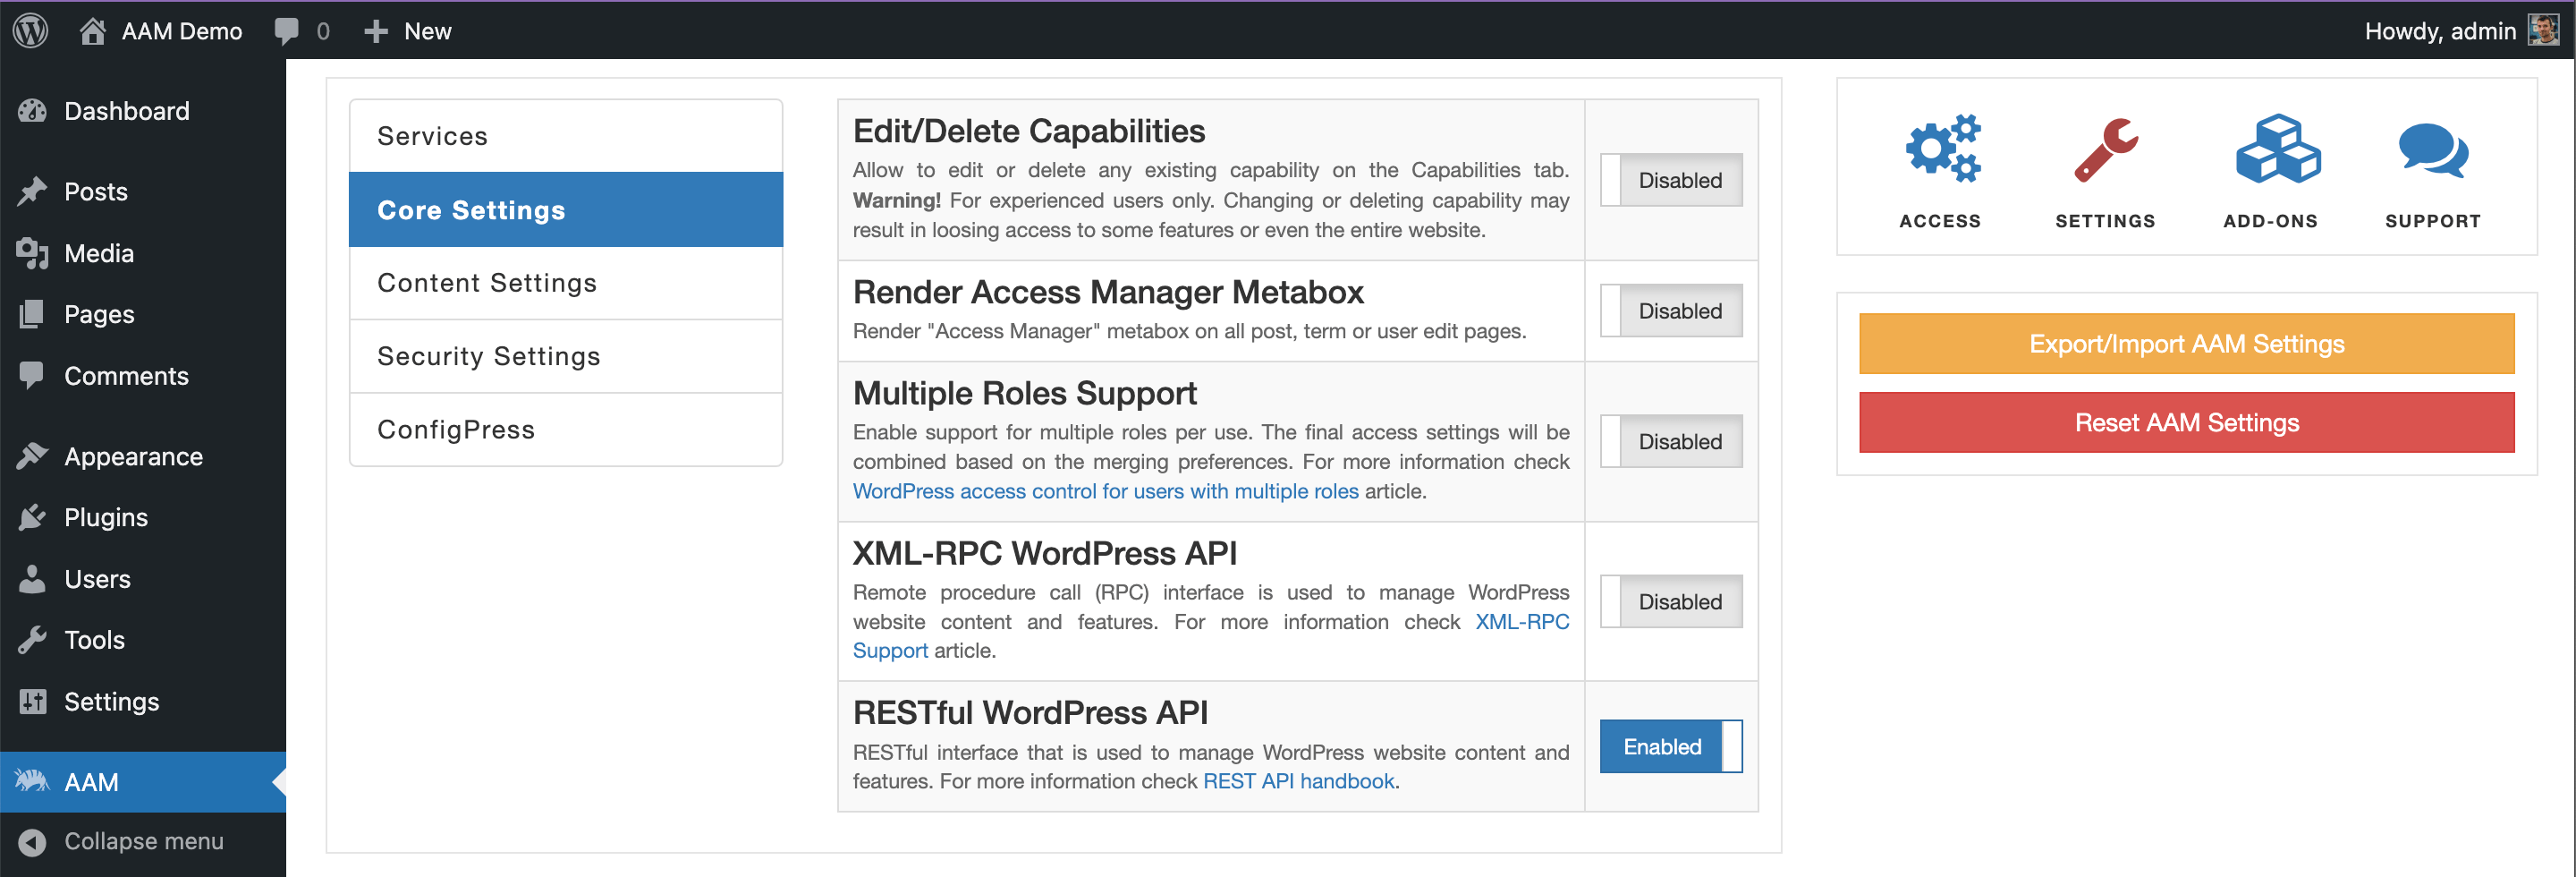 AAM Demo 0 New
Howdy, admin
Dashboard
Posts
Media
Pages
Comments
Appearance
Plugins
Users
Tools
Settings
AAM
Collapse menu
Services
Core Settings
Content Settings
Security Settings
ConfigPress
Edit/Delete Capabilities
Allow to edit or delete any existing capability on the Capabilities tab.
Warning! For experienced users only. Changing or deleting capability may
result in loosing access to some features or even the entire website.
Disabled
Render Access Manager Metabox
Render "Access Manager" metabox on all post, term or user edit pages.
Disabled
Multiple Roles Support
Enable support for multiple roles per use. The final access settings will be
combined based on the merging preferences. For more information check
WordPress access control for users with multiple roles article.
Disabled
XML-RPC WordPress API
Remote procedure call (RPC) interface is used to manage WordPress
website content and features. For more information check XML-RPC
Support article.
Disabled
RESTful WordPress API
RESTful interface that is used to manage WordPress website content and
features. For more information check REST API handbook.
Enabled
ACCESS
SETTINGS
ADD-ONS
SUPPORT
Export/Import AAM Settings
Reset AAM Settings